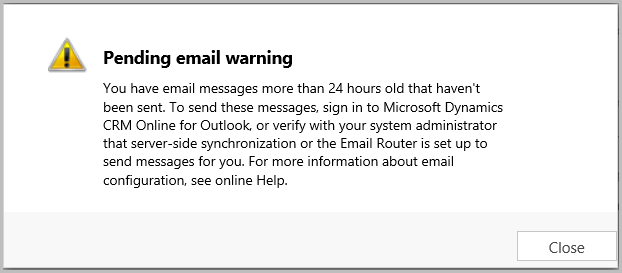 Pending email warning
You have email messages more than 24 hours old that haven't
been sent. To send these messages, sign in to Microsoft Dynamics
CRM Online for Outlook, or verify with your system administrator
that server-side synchronization or the Email Router is set up to
send messages for you. For more information about email
configuration, see online Help.
Close